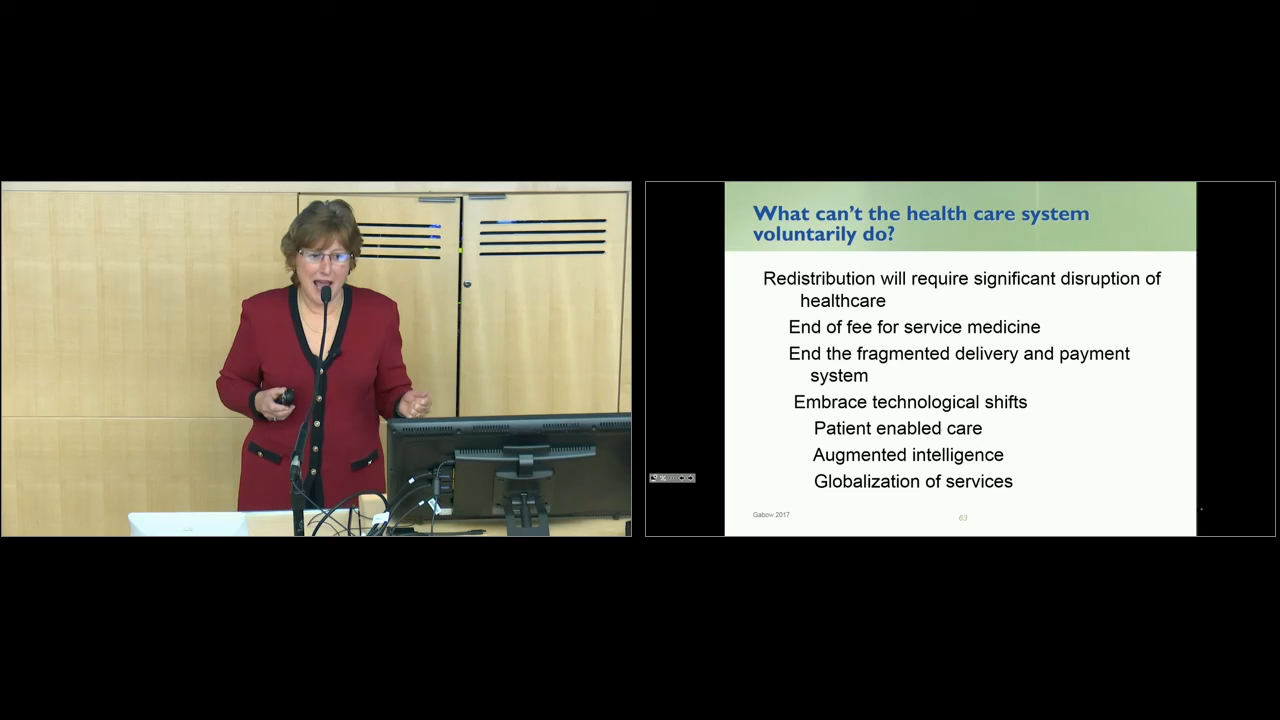 What can't the health care system
voluntarily do?
Redistribution will require significant disruption of
healthcare
End of fee for service medicine
End the fragmented delivery and payment
system
Embrace technological shifts
Patient enabled care
Augmented intelligence
Globalization of services
Gabow 2017
63